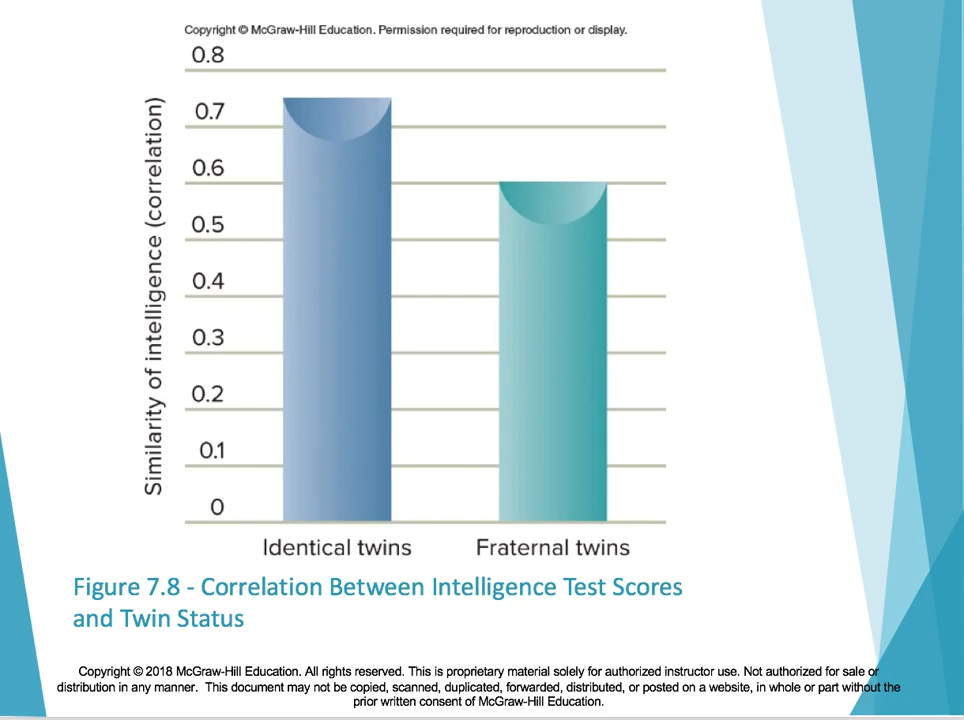 Copyright © McGraw-Hill Education. Permission required for reproduction or display.
0.8
0.7
0.6
0.5
0.4
0.3
0.2
0.1
0
Similarity of intelligence (correlation)
Identical twins
Fraternal twins
Figure 7.8 - Correlation Between Intelligence Test Scores
and Twin Status
Copyright © 2018 McGraw-Hill Education. All rights reserved. This is proprietary material solely for authorized instructor use. Not authorized for sale or
distribution in any manner. This document may not be copied, scanned, duplicated, forwarded, distributed, or posted on a website, in whole or part without the
prior written consent of McGraw-Hill Education.